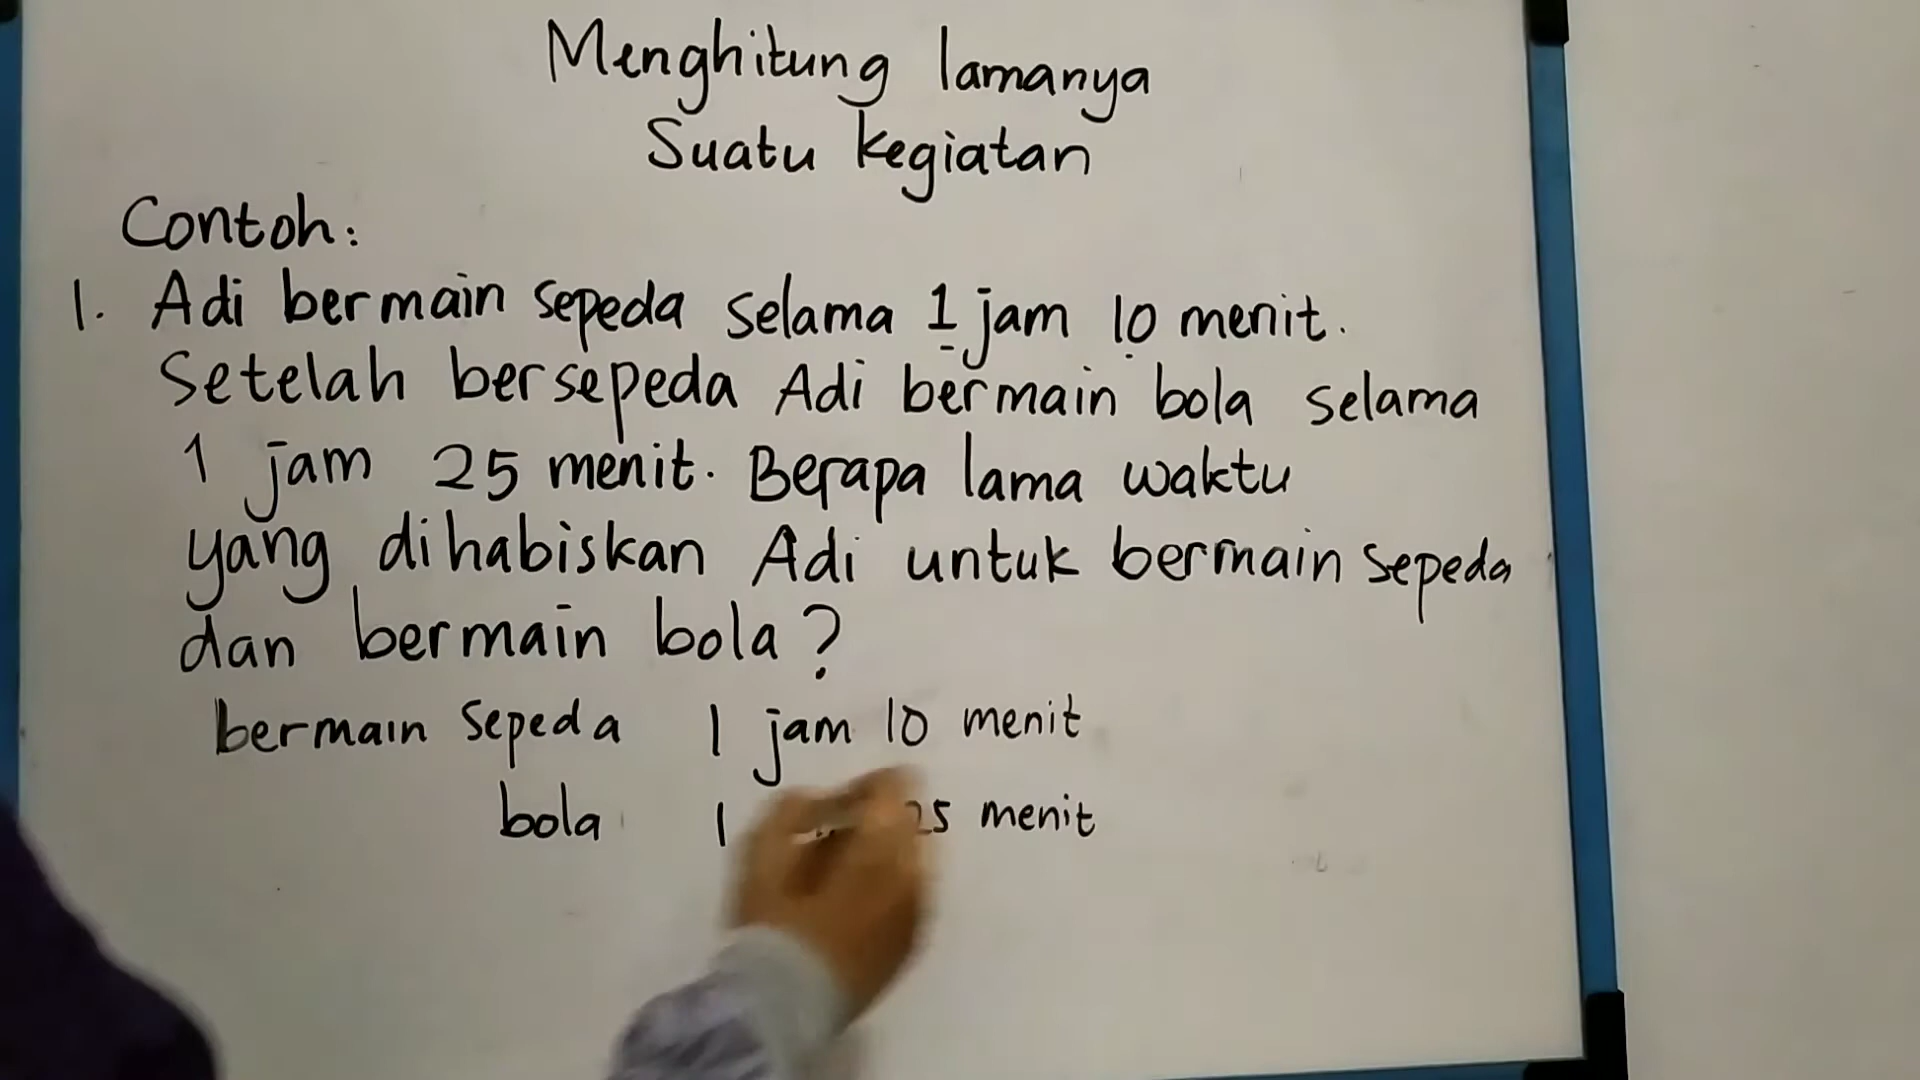 Menghitung lamanya
Suatu kegiatan
Contoh:
1. Adi bermain sepeda selama 1 jam 10 menit.
Setelah bersepeda Adi bermain bola selama
1 jam 25 menit. Berapa lama waktu
yang dihabiskan Adi untuk bermain sepeda
dan bermain bola?
bermain sepeda 1 jam 10 menit
bola 1 25 menit